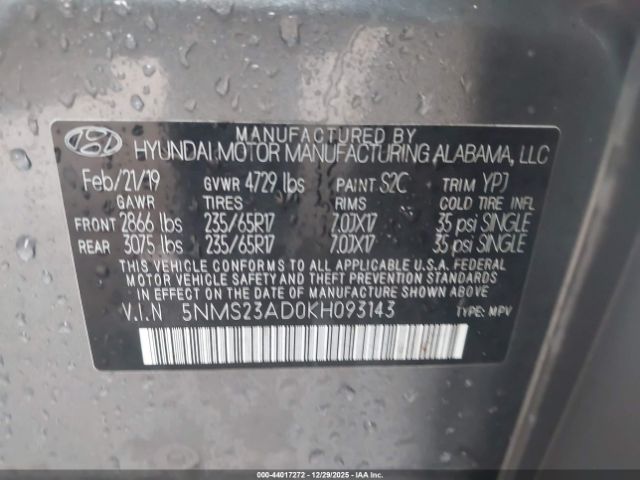 MANUFACTURED BY
HYUNDAI MOTOR MANUFACTURING ALABAMA, LLC
Feb/21/19 GVWR 4729 lbs PAINT S2C TRIM YPJ
GAWR TIRES RIMS COLD TIRE INFL
FRONT 2866 lbs 235/65R17 7.0JX17 35 psi SINGLE
REAR 3075 lbs 235/65R17 7.0JX17 35 psi SINGLE
THIS VEHICLE CONFORMS TO ALL APPLICABLE U.S.A. FEDERAL
MOTOR VEHICLE SAFETY AND THEFT PREVENTION STANDARDS
IN EFFECT ON THE DATE OF MANUFACTURE SHOWN ABOVE.
V.I.N 5NMS23AD0KH093143 TYPE: MPV
000-44017272 - 12/29/2025 - IAA Inc.